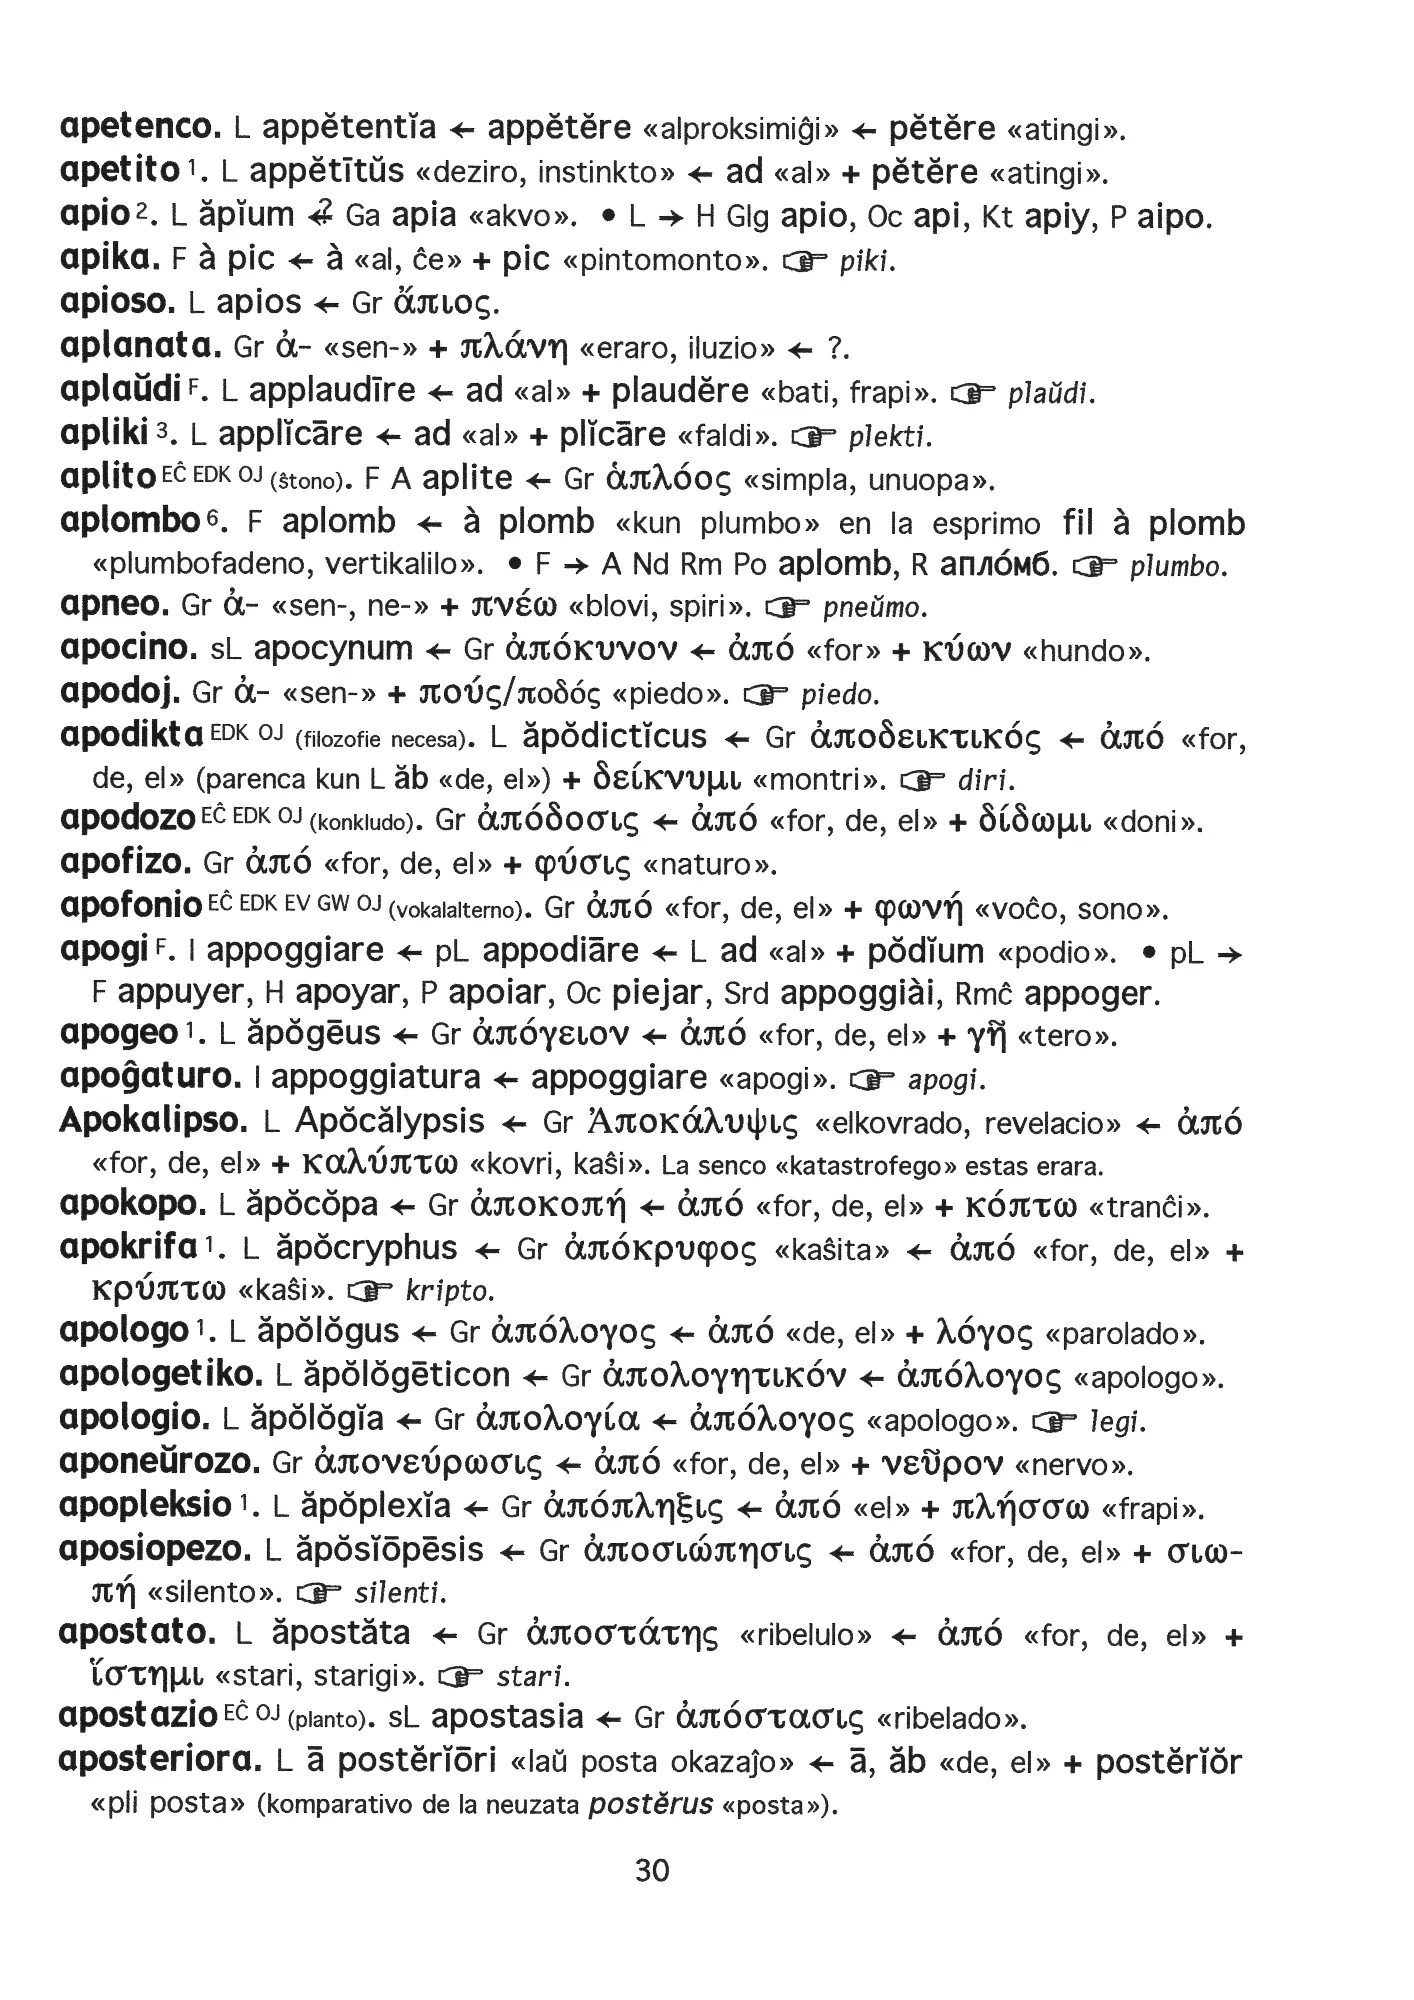 apetenco. L appĕtentĭa ← appĕtĕre «alproksimiĝi» ← pĕtĕre «atingi».
apetito 1. L appĕtītŭs «deziro, instinkto» ← ad «al» + pĕtĕre «atingi».
apio 2. L ăpĭum ←? Ga apia «akvo». • L → H Glg apio, Oc api, Kt apiy, P aipo.
apika. F à pic ← à «al, ĉe» + pic «pintomonto». ☞ piki.
apioso. L apios ← Gr ἄπιος.
aplanata. Gr ἀ- «sen-» + πλάνη «eraro, iluzio» ← ?.
aplaŭdi F. L applaudīre ← ad «al» + plaudĕre «bati, frapi». ☞ plaŭdi.
apliki 3. L applĭcāre ← ad «al» + plĭcāre «faldi». ☞ plekti.
aplito EĈ EDK OJ (ŝtono). F A aplite ← Gr ἁπλόος «simpla, unuopa».
aplombo 6. F aplomb ← à plomb «kun plumbo» en la esprimo fil à plomb
«plumbofadeno, vertikalilo». • F → A Nd Rm Po aplomb, R апло́мб. ☞ plumbo.
apneo. Gr ἀ- «sen-, ne-» + πνέω «blovi, spiri». ☞ pneŭmo.
apocino. sL apocynum ← Gr ἀπόκυνον ← ἀπό «for» + κύων «hundo».
apodoj. Gr ἀ- «sen-» + πούς/ποδός «piedo». ☞ piedo.
apodikta EDK OJ (filozofie necesa). L ăpŏdictĭcus ← Gr ἀποδεικτικός ← ἀπό «for,
de, el» (parenca kun L ăb «de, el») + δείκνυμι «montri». ☞ diri.
apodozo EĈ EDK OJ (konkludo). Gr ἀπόδοσις ← ἀπό «for, de, el» + δίδωμι «doni».
apofizo. Gr ἀπό «for, de, el» + φύσις «naturo».
apofonio EĈ EDK EV GW OJ (vokalalterno). Gr ἀπό «for, de, el» + φωνή «voĉo, sono».
apogi F. I appoggiare ← pL appodiāre ← L ad «al» + pŏdĭum «podio». • pL →
F appuyer, H apoyar, P apoiar, Oc piejar, Srd appoggiài, Rmĉ appoger.
apogeo 1. L ăpŏgēus ← Gr ἀπόγειον ← ἀπό «for, de, el» + γῆ «tero».
apoĝaturo. I appoggiatura ← appoggiare «apogi». ☞ apogi.
Apokalipso. L Apŏcălypsis ← Gr Ἀποκάλυψις «elkovrado, revelacio» ← ἀπό
«for, de, el» + καλύπτω «kovri, kaŝi». La senco «katastrofego» estas erara.
apokopo. L ăpŏcŏpa ← Gr ἀποκοπή ← ἀπό «for, de, el» + κόπτω «tranĉi».
apokrifa 1. L ăpŏcryphus ← Gr ἀπόκρυφος «kaŝita» ← ἀπό «for, de, el» +
κρύπτω «kaŝi». ☞ kripto.
apologo 1. L ăpŏlŏgus ← Gr ἀπόλογος ← ἀπό «de, el» + λόγος «parolado».
apologetiko. L ăpŏlŏgēticon ← Gr ἀπολογητικόν ← ἀπόλογος «apologo».
apologio. L ăpŏlŏgĭa ← Gr ἀπολογία ← ἀπόλογος «apologo». ☞ legi.
aponeŭrozo. Gr ἀπονεύρωσις ← ἀπό «for, de, el» + νεῦρον «nervo».
apopleksio 1. L ăpŏplexĭa ← Gr ἀπόπληξις ← ἀπό «el» + πλήσσω «frapi».
aposiopezo. L ăpŏsĭōpēsis ← Gr ἀποσιώπησις ← ἀπό «for, de, el» + σιω-
πή «silento». ☞ silenti.
apostato. L ăpostăta ← Gr ἀποστάτης «ribelulo» ← ἀπό «for, de, el» +
ἵστημι «stari, starigi». ☞ stari.
apostazio EĈ OJ (planto). sL apostasia ← Gr ἀπόστασις «ribelado».
aposteriora. L ā postĕrĭōri «laŭ posta okazaĵo» ← ā, ăb «de, el» + postĕrĭŏr
«pli posta» (komparativo de la neuzata postĕrus «posta»).
30